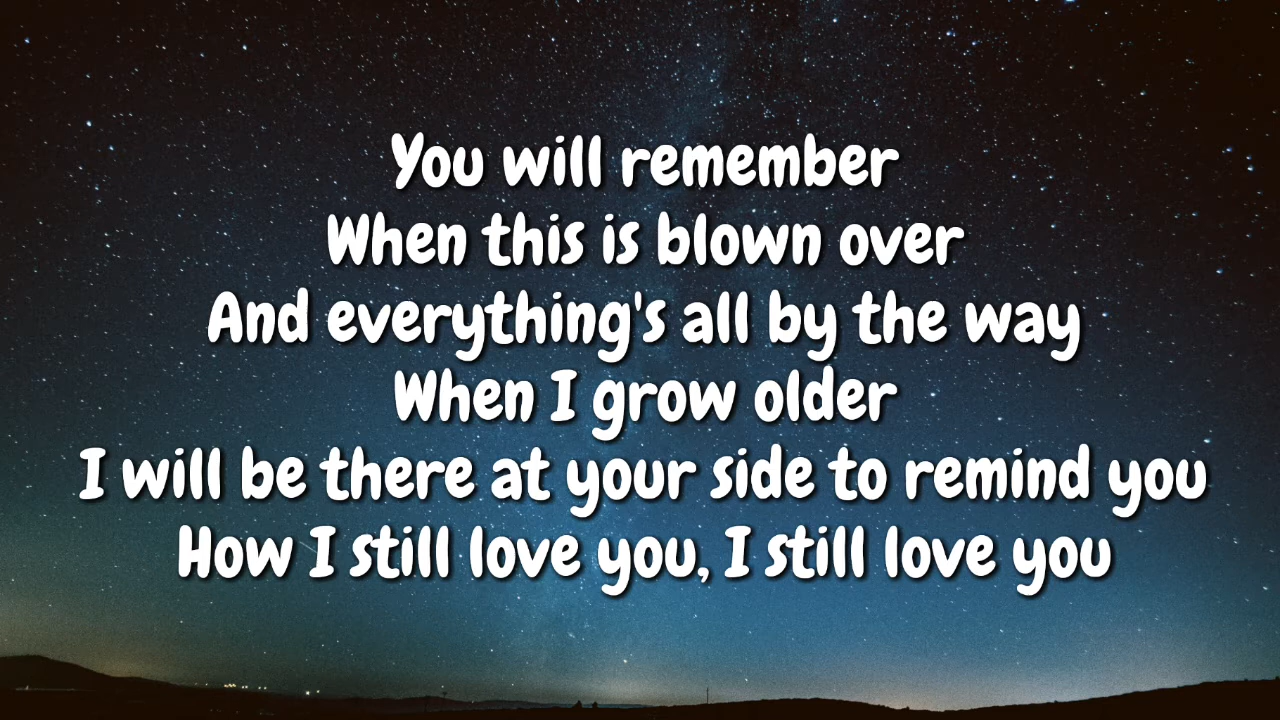 You will remember
When this is blown over
And everything's all by the way
When I grow older
I will be there at your side to remind you
How I still love you, I still love you